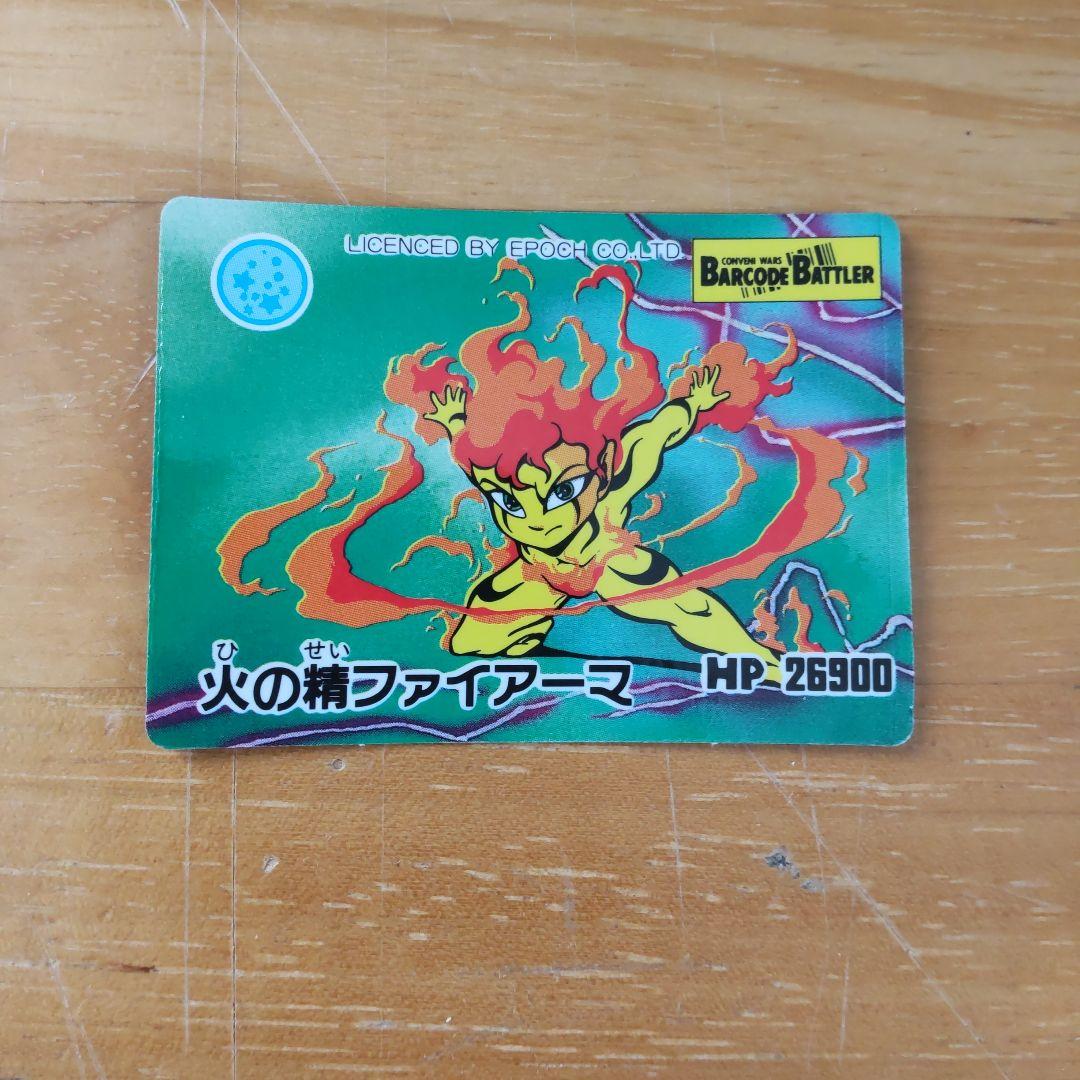 LICENCED BY EPOCH CO.,LTD.
CONVENI WARS
BARCODE BATTLER
ひ せい
火の精ファイアーマ
HP 26900